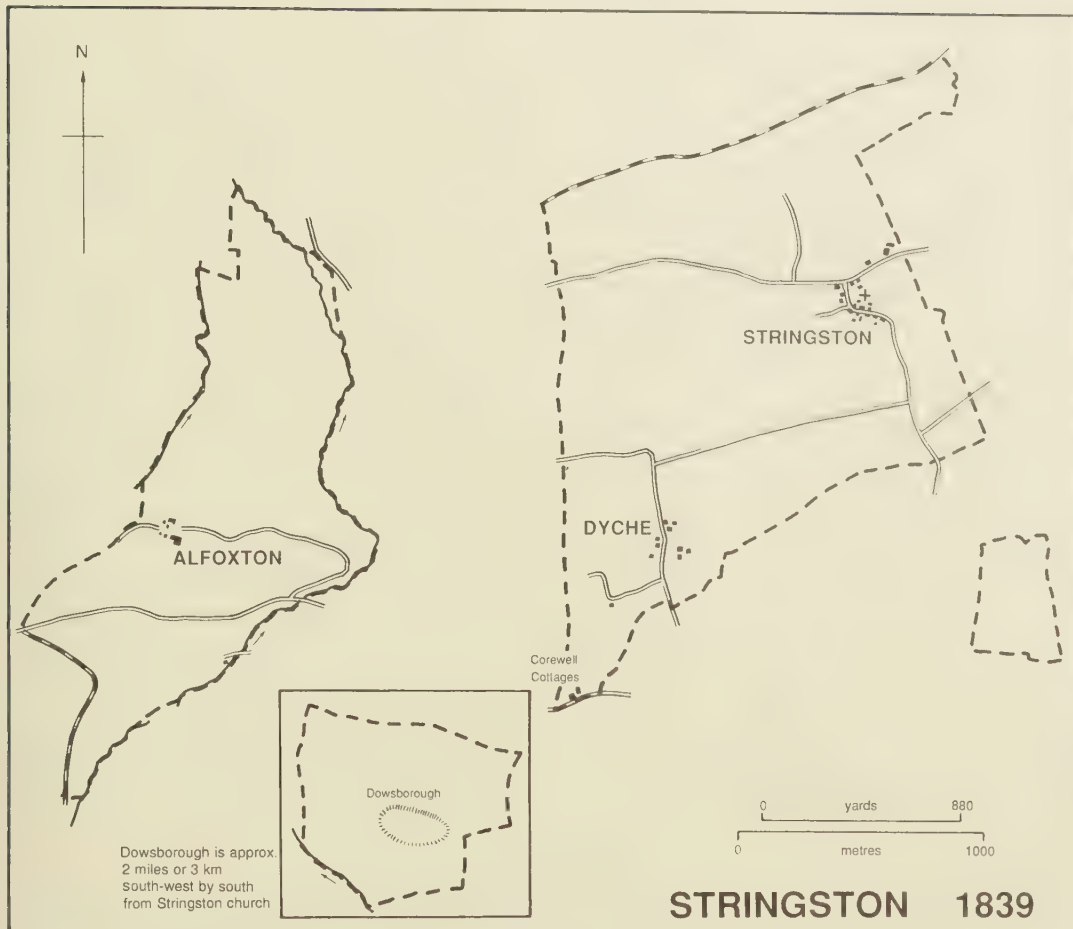 N
STRINGSTON
ALFOXTON
DYCHE
Corewell
Cottages
Dowsborough
Dowsborough is approx.
2 miles or 3 km
south-west by south
from Stringston church
0 yards 880
0 metres 1000
STRINGSTON 1839